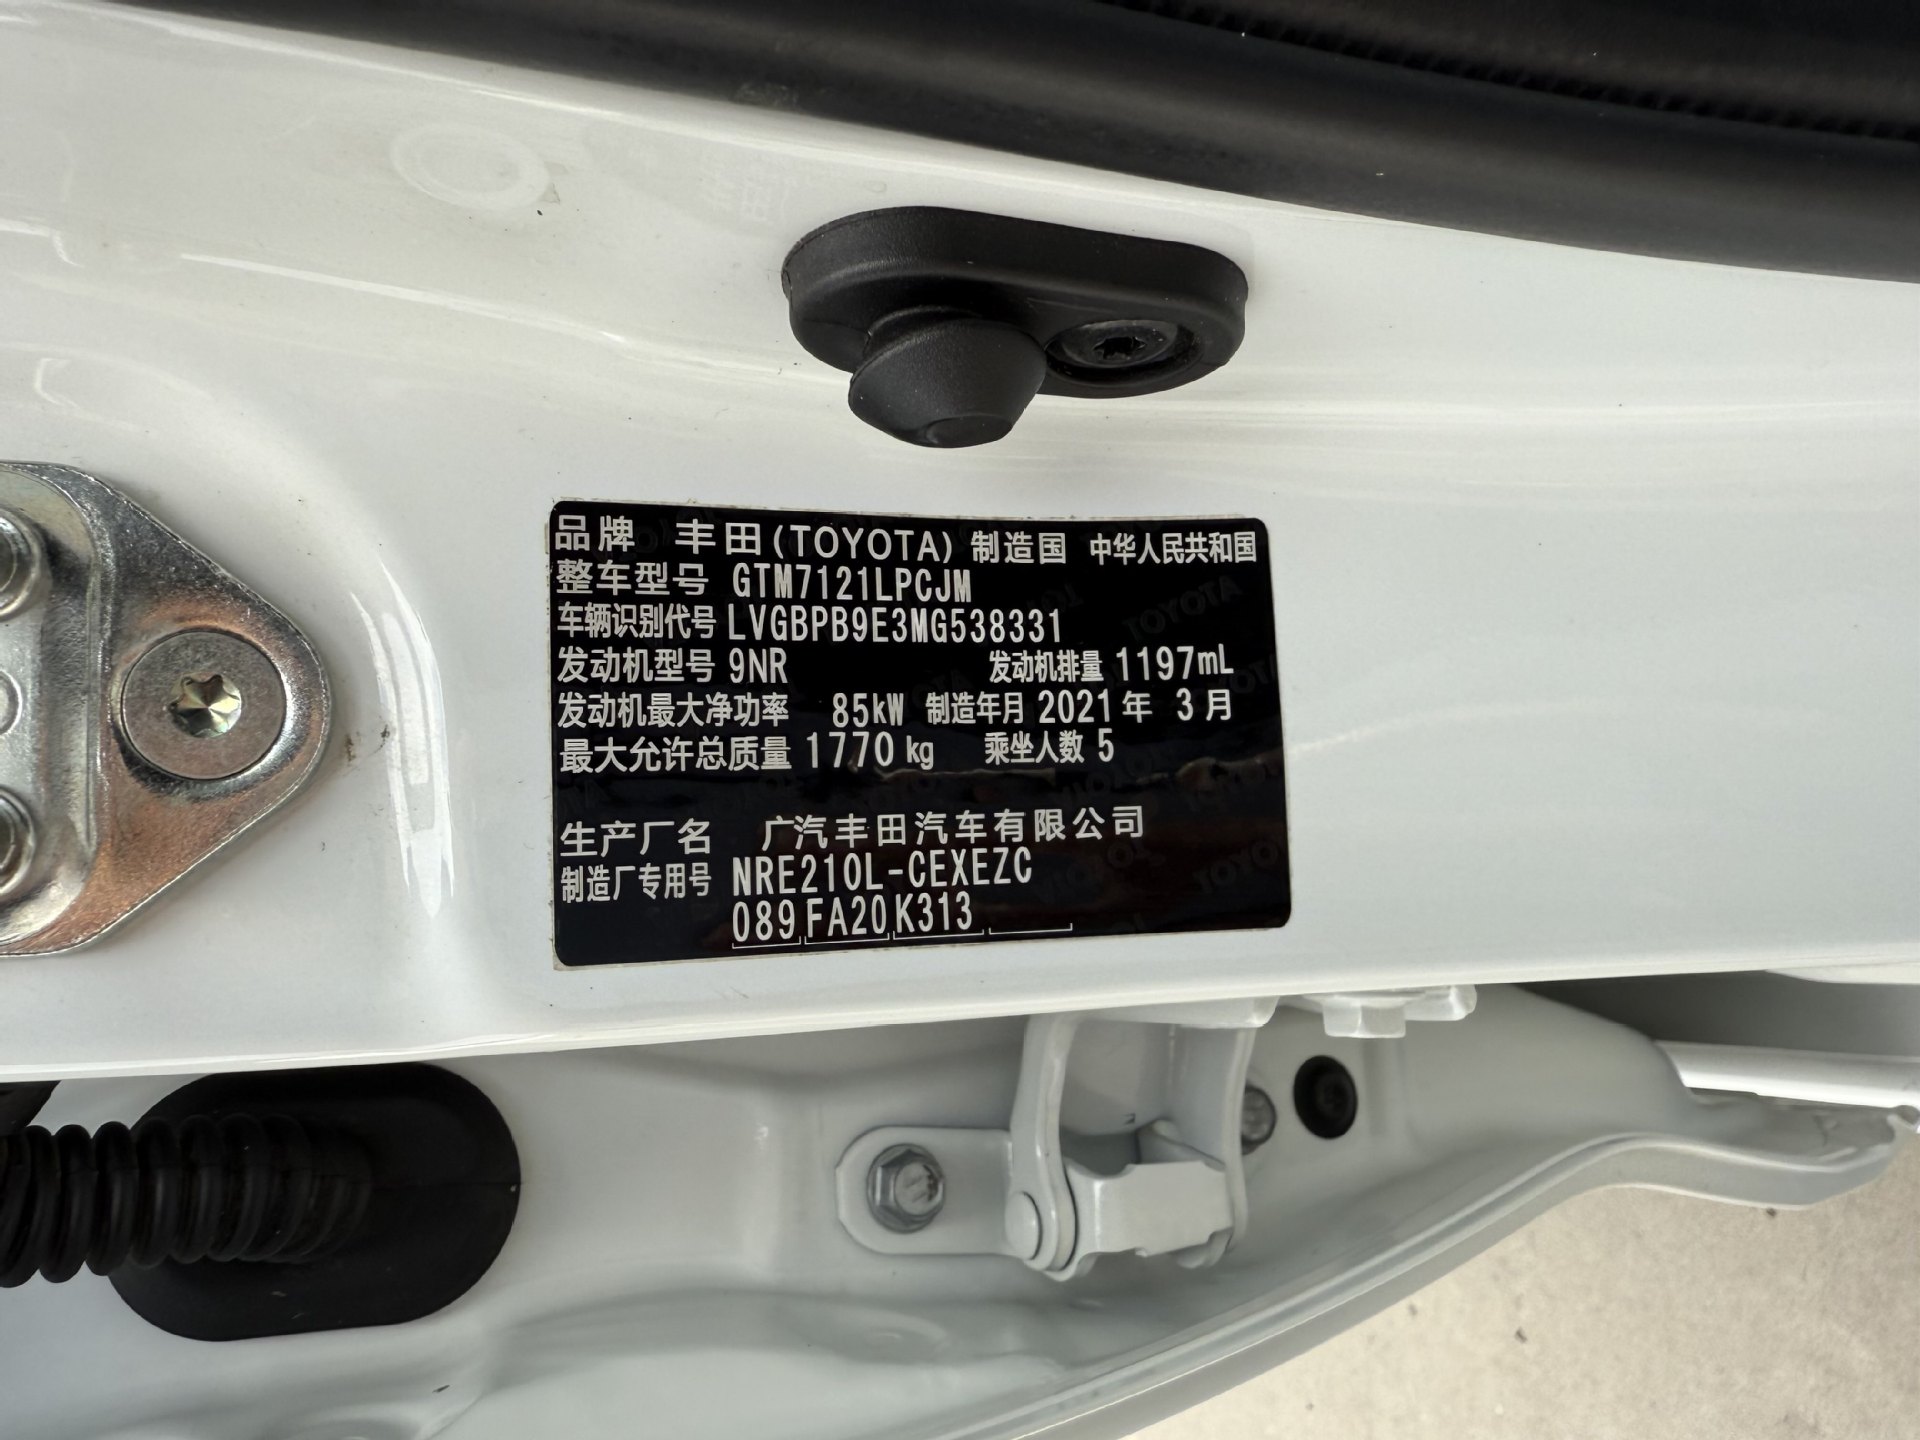 品牌 丰田(TOYOTA) 制造国 中华人民共和国
整车型号 GTM7121LPCJM
车辆识别代号 LVGBPB9E3MG538331
发动机型号 9NR 发动机排量 1197mL
发动机最大净功率 85kW 制造年月 2021年 3月
最大允许总质量 1770kg 乘坐人数 5
生产厂名 广汽丰田汽车有限公司
制造厂专用号 NRE210L-CEXEZC
089 FA20 K313